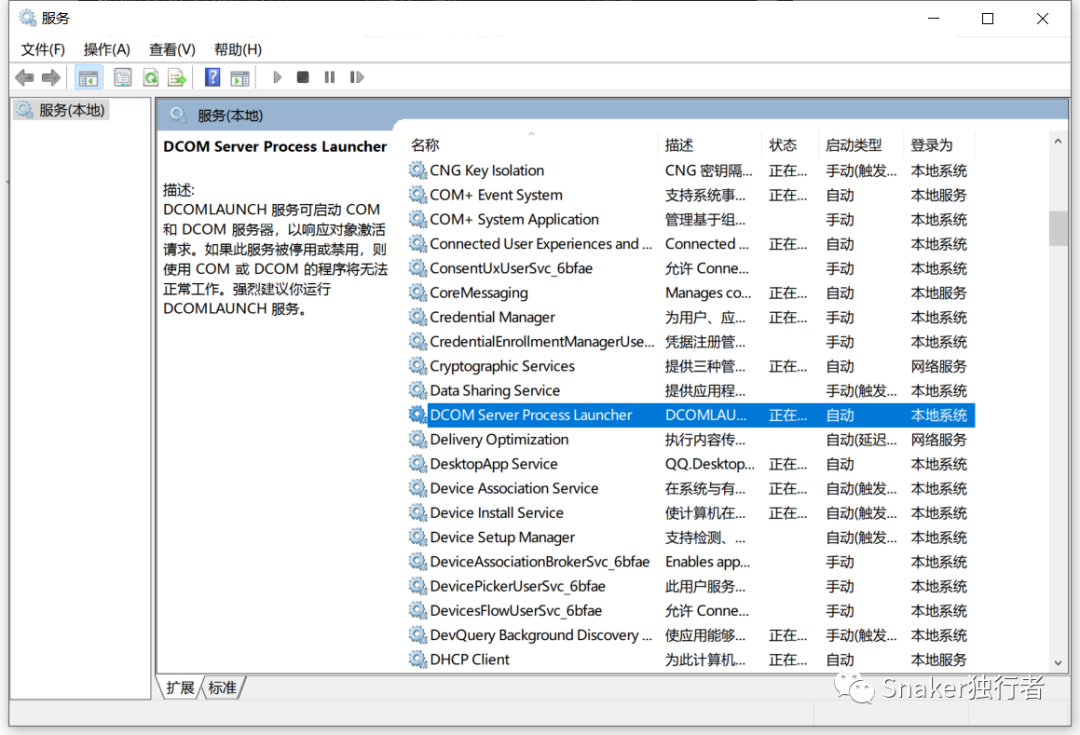 服务
文件(F) 操作(A) 查看(V) 帮助(H)
服务(本地)
服务(本地)
DCOM Server Process Launcher
描述:
DCOMLAUNCH 服务可启动 COM
和 DCOM 服务器，以响应对象激活
请求。如果此服务被停用或禁用，则
使用 COM 或 DCOM 的程序将无法
正常工作。强烈建议你运行
DCOMLAUNCH 服务。
名称 描述 状态 启动类型 登录为
CNG Key Isolation CNG 密钥隔... 正在... 手动(触发... 本地系统
COM+ Event System 支持系统事... 正在... 自动 本地服务
COM+ System Application 管理基于组... 手动 本地系统
Connected User Experiences and ... Connected ... 正在... 自动 本地系统
ConsentUxUserSvc_6bfae 允许 Conne... 手动 本地系统
CoreMessaging Manages co... 正在... 自动 本地服务
Credential Manager 为用户、应... 正在... 手动 本地系统
CredentialEnrollmentManagerUse... 凭据注册管... 手动 本地系统
Cryptographic Services 提供三种管... 正在... 自动 网络服务
Data Sharing Service 提供应用程... 手动(触发... 本地系统
DCOM Server Process Launcher DCOMLAU... 正在... 自动 本地系统
Delivery Optimization 执行内容传... 自动(延迟... 网络服务
DesktopApp Service QQ.Desktop... 正在... 自动 本地系统
Device Association Service 在系统与有... 正在... 自动(触发... 本地系统
Device Install Service 使计算机在... 正在... 自动(触发... 本地系统
Device Setup Manager 支持检测、... 自动(触发... 本地系统
DeviceAssociationBrokerSvc_6bfae Enables app... 手动 本地系统
DevicePickerUserSvc_6bfae 此用户服务... 手动 本地系统
DevicesFlowUserSvc_6bfae 允许 Conne... 手动 本地系统
DevQuery Background Discovery ... 使应用能够... 正在... 手动(触发... 本地系统
DHCP Client 为此计算机... 正在... 自动 本地服务
扩展 标准
Snaker独行者